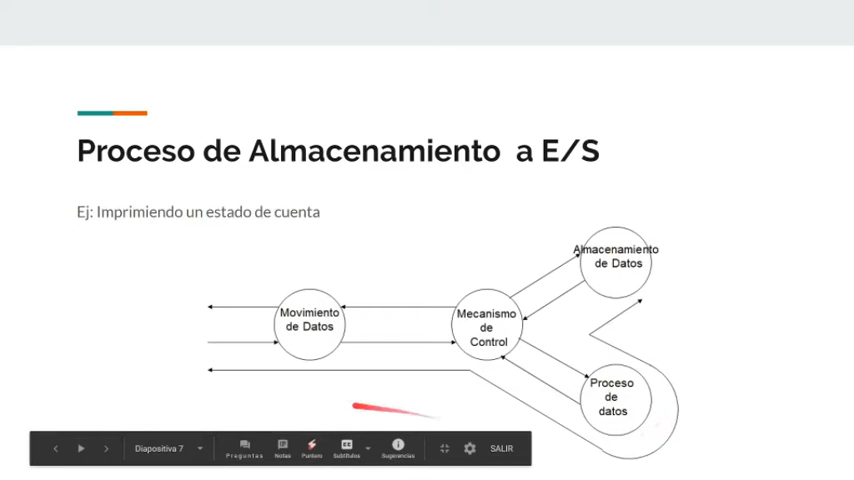 Proceso de Almacenamiento a E/S
Ej: Imprimiendo un estado de cuenta
Almacenamiento
de Datos
Movimiento
de Datos
Mecanismo
de
Control
Proceso
de
datos
Diapositiva 7
Preguntas
Notas
Puntero
Subtítulos
Sugerencias
SALIR